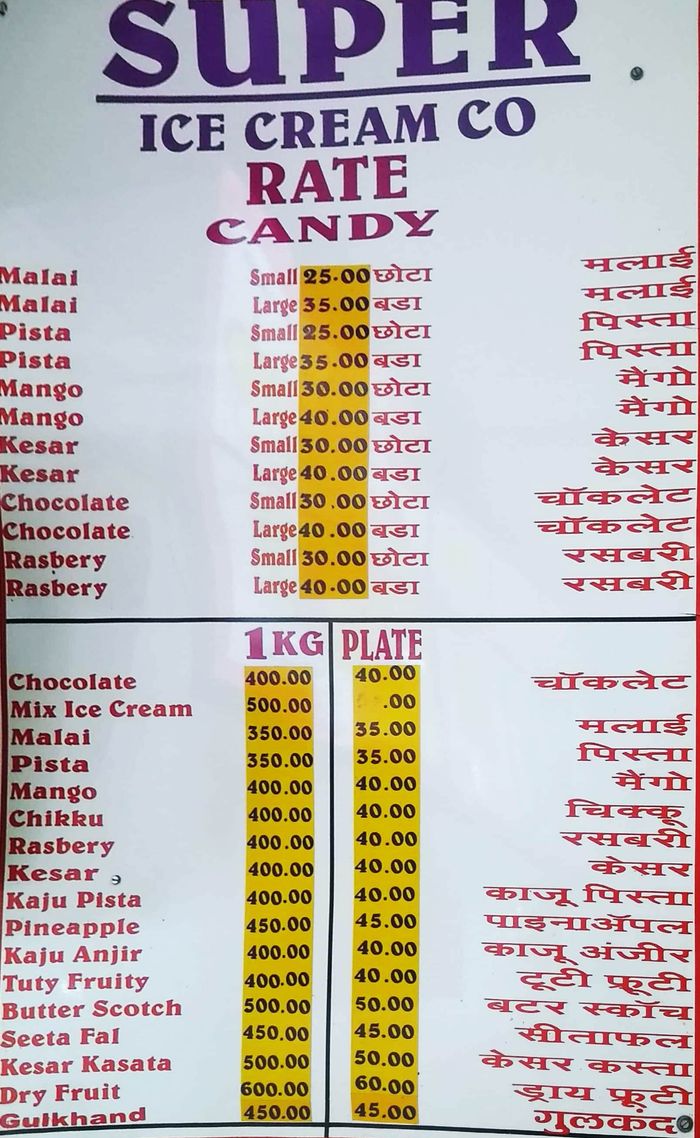 SUPER
ICE CREAM CO
RATE
CANDY
Malai Small 25.00 छोटा मलाई
Malai Large 35.00 बडा मलाई
Pista Small 25.00 छोटा पिस्ता
Pista Large 35.00 बडा पिस्ता
Mango Small 30.00 छोटा मैंगो
Mango Large 40.00 बडा मैंगो
Kesar Small 30.00 छोटा केसर
Kesar Large 40.00 बडा केसर
Chocolate Small 30.00 छोटा चॉकलेट
Chocolate Large 40.00 बडा चॉकलेट
Rasbery Small 30.00 छोटा रसबरी
Rasbery Large 40.00 बडा रसबरी
1 KG PLATE
Chocolate 400.00 40.00 चॉकलेट
Mix Ice Cream 500.00 .00
Malai 350.00 35.00 मलाई
Pista 350.00 35.00 पिस्ता
Mango 400.00 40.00 मैंगो
Chikku 400.00 40.00 चिक्कू
Rasbery 400.00 40.00 रसबरी
Kesar 400.00 40.00 केसर
Kaju Pista 400.00 40.00 काजू पिस्ता
Pineapple 450.00 45.00 पाइनाॲपल
Kaju Anjir 400.00 40.00 काजू अंजीर
Tuty Fruity 400.00 40.00 टूटी फ्रूटी
Butter Scotch 500.00 50.00 बटर स्कॉच
Seeta Fal 450.00 45.00 सीताफल
Kesar Kasata 500.00 50.00 केसर कस्ता
Dry Fruit 600.00 60.00 ड्राय फ्रूटी
Gulkhand 450.00 45.00 गुलकंद